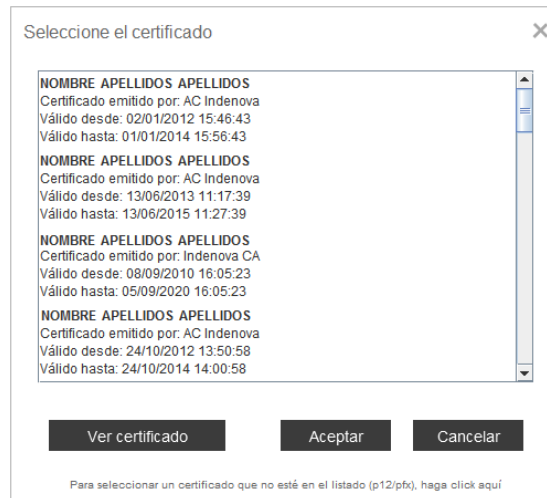 Seleccione el certificado
NOMBRE APELLIDOS APELLIDOS
Certificado emitido por: AC Indenova
Válido desde: 02/01/2012 15:46:43
Válido hasta: 01/01/2014 15:56:43
NOMBRE APELLIDOS APELLIDOS
Certificado emitido por: AC Indenova
Válido desde: 13/06/2013 11:17:39
Válido hasta: 13/06/2015 11:27:39
NOMBRE APELLIDOS APELLIDOS
Certificado emitido por: Indenova CA
Válido desde: 08/09/2010 16:05:23
Válido hasta: 05/09/2020 16:05:23
NOMBRE APELLIDOS APELLIDOS
Certificado emitido por: AC Indenova
Válido desde: 24/10/2012 13:50:58
Válido hasta: 24/10/2014 14:00:58
Ver certificado Aceptar Cancelar
Para seleccionar un certificado que no esté en el listado (p12/pfx), haga click aquí